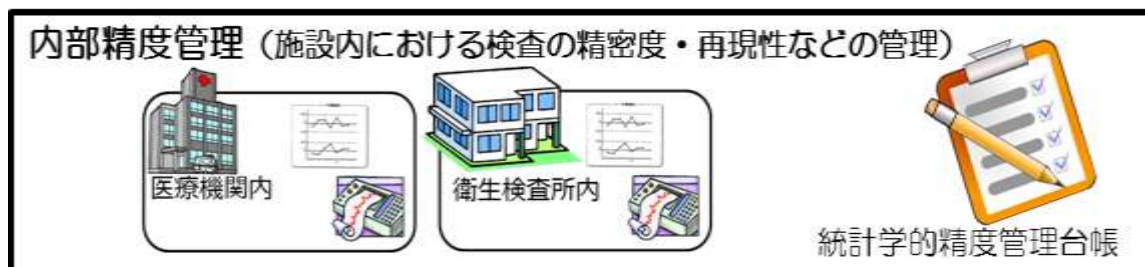 内部精度管理（施設内における検査の精密度・再現性などの管理）
医療機関内
衛生検査所内
統計学的精度管理台帳